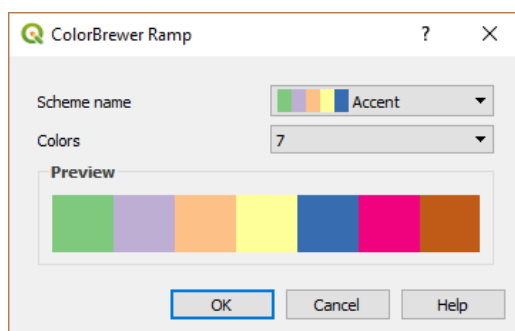 ColorBrewer Ramp ?
Scheme name Accent
Colors 7
Preview
OK Cancel Help